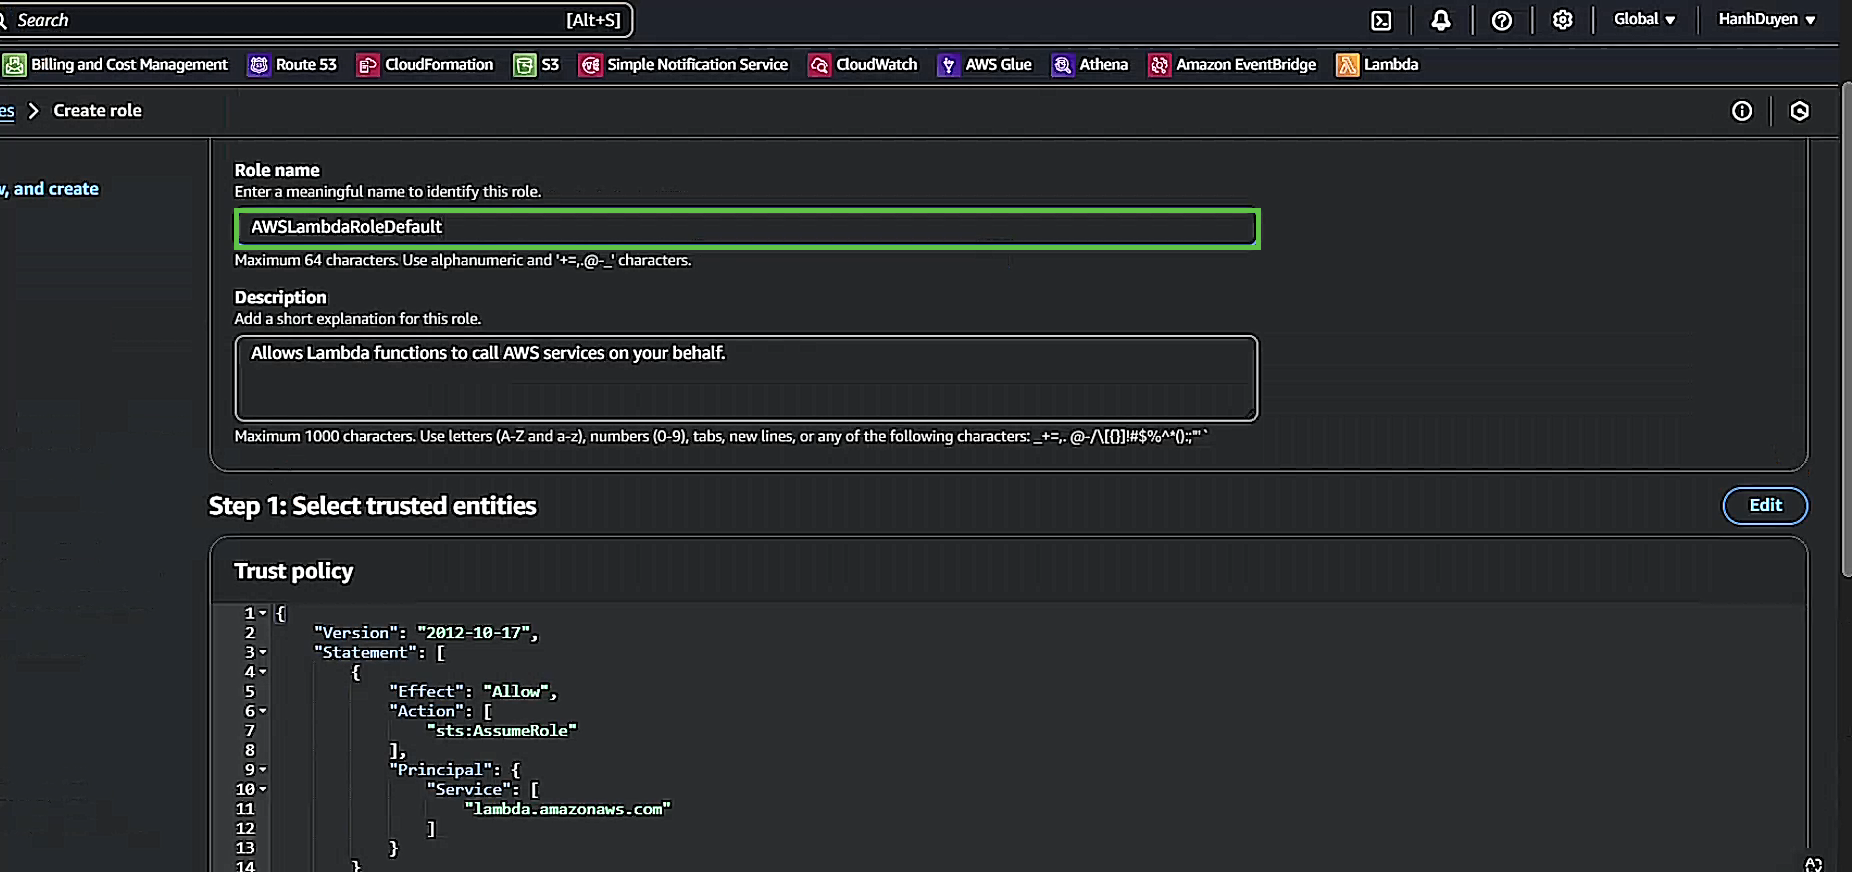 Search [Alt+S] Global HanhDuyen
Billing and Cost Management Route 53 CloudFormation S3 Simple Notification Service CloudWatch AWS Glue Athena Amazon EventBridge Lambda
es Create role
w, and create
Role name
Enter a meaningful name to identify this role.
AWSLambdaRoleDefault
Maximum 64 characters. Use alphanumeric and '+=,.@-_' characters.
Description
Add a short explanation for this role.
Allows Lambda functions to call AWS services on your behalf.
Maximum 1000 characters. Use letters (A-Z and a-z), numbers (0-9), tabs, new lines, or any of the following characters: _+=,. @-/\[{}]!#$%^*();:"'`
Step 1: Select trusted entities Edit
Trust policy
1 {
2 "Version": "2012-10-17",
3 "Statement": [
4 {
5 "Effect": "Allow",
6 "Action": [
7 "sts:AssumeRole"
8 ],
9 "Principal": {
10 "Service": [
11 "lambda.amazonaws.com"
12 ]
13 }
14 }